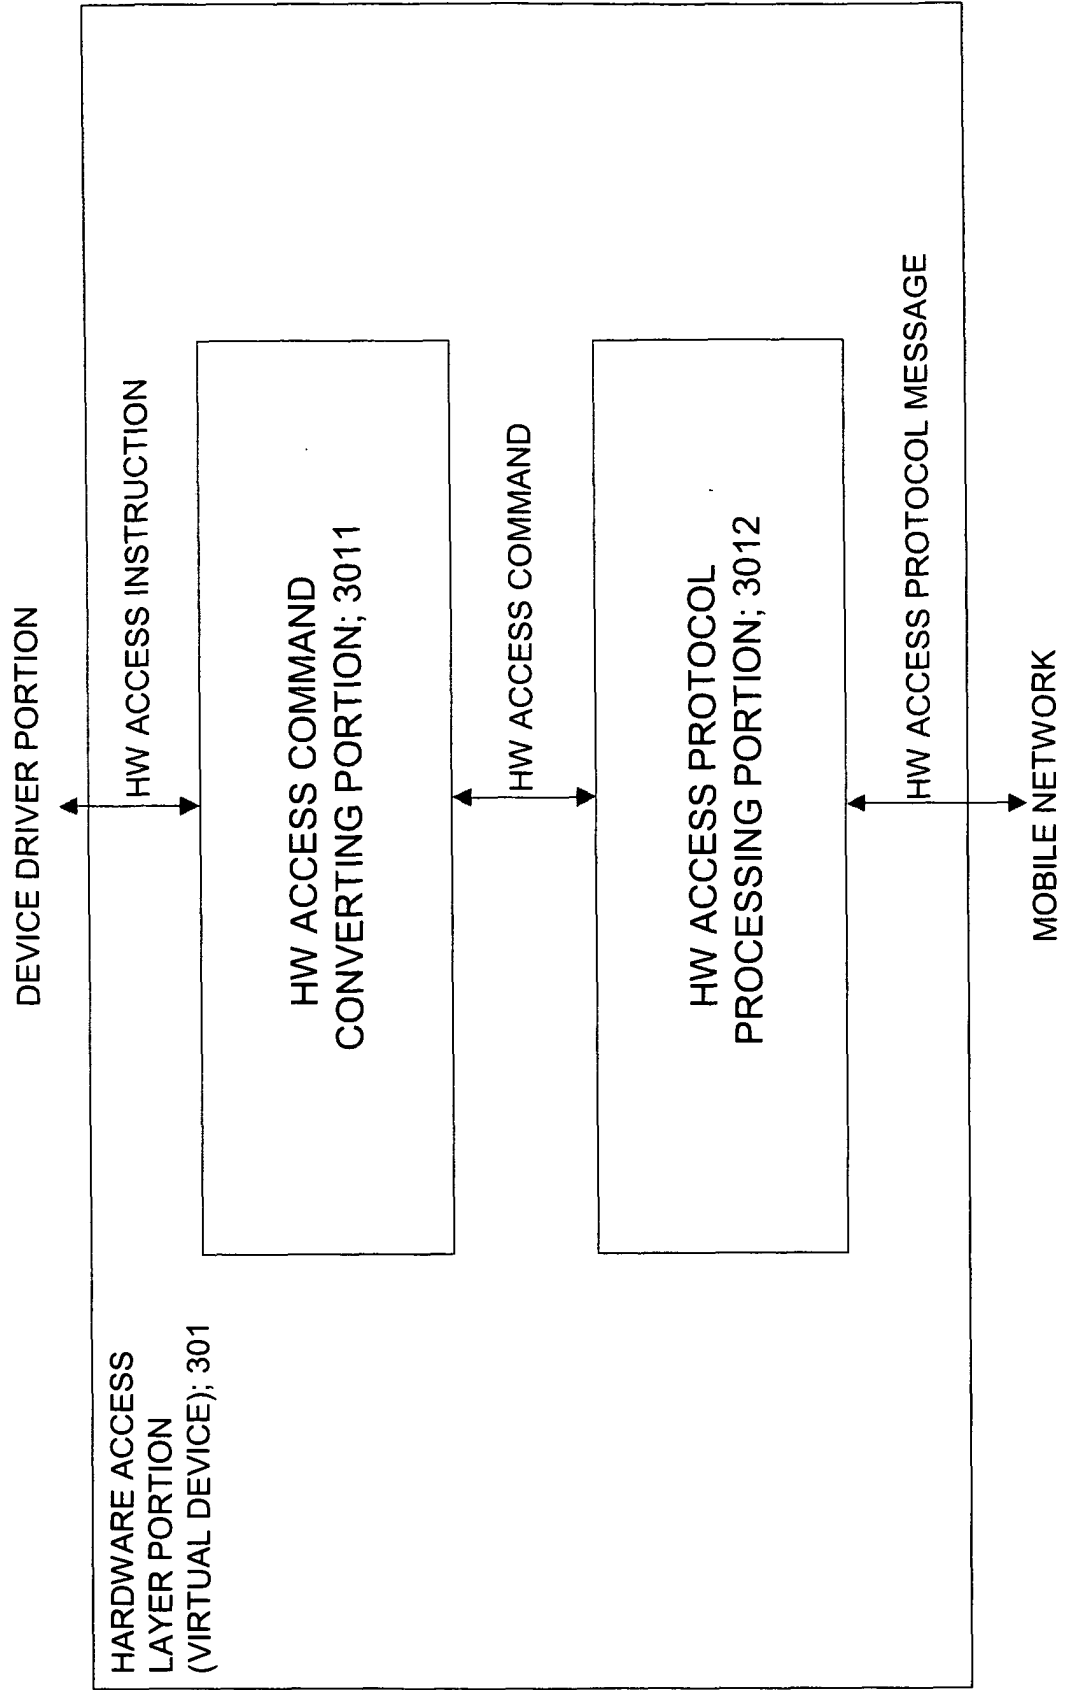 DEVICE DRIVER PORTION
HW ACCESS INSTRUCTION
HARDWARE ACCESS
LAYER PORTION
(VIRTUAL DEVICE); 301
HW ACCESS COMMAND
CONVERTING PORTION; 3011
HW ACCESS COMMAND
HW ACCESS PROTOCOL
PROCESSING PORTION; 3012
HW ACCESS PROTOCOL MESSAGE
MOBILE NETWORK